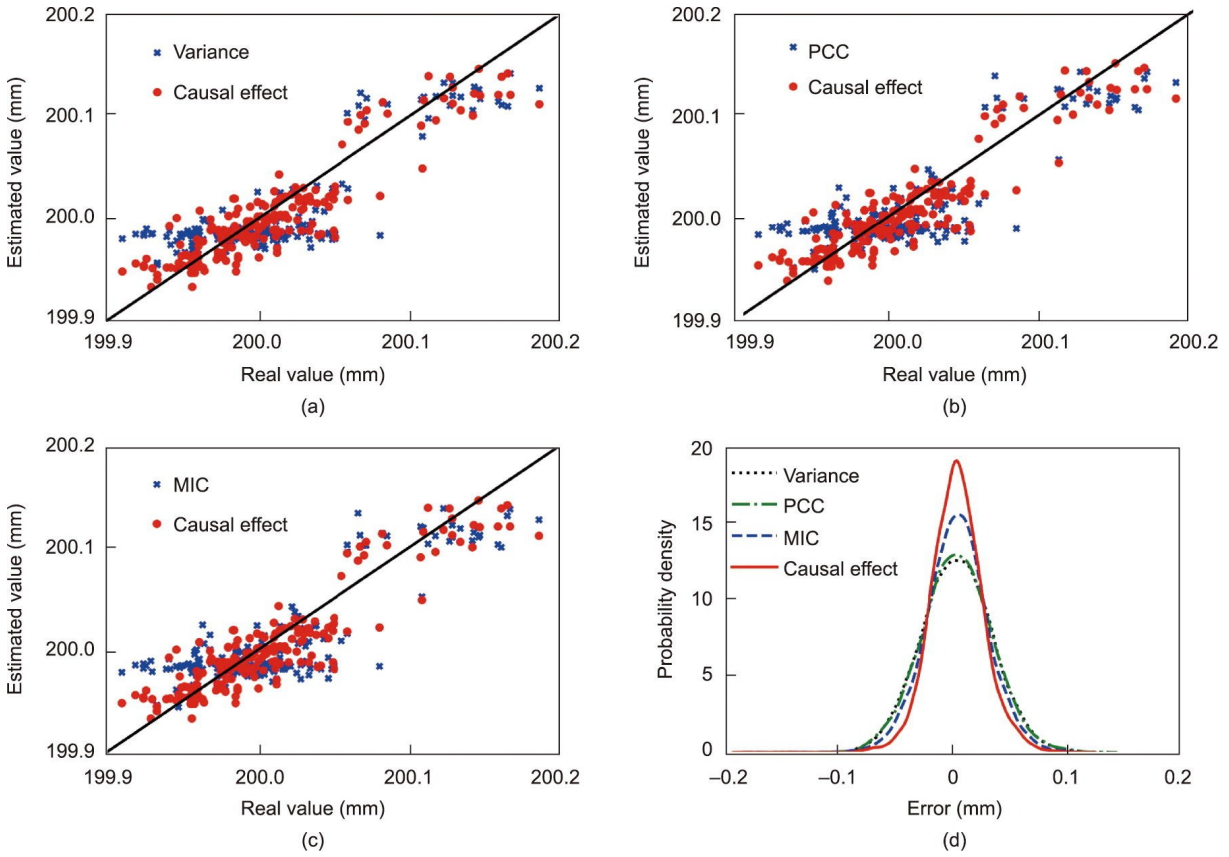 200.2
Variance
Causal effect
200.1
200.0
199.9
Estimated value (mm)
199.9 200.0 200.1 200.2
Real value (mm)
(a)
200.2
PCC
Causal effect
200.1
200.0
199.9
Estimated value (mm)
199.9 200.0 200.1 200.2
Real value (mm)
(b)
200.2
MIC
Causal effect
200.1
200.0
199.9
Estimated value (mm)
199.9 200.0 200.1 200.2
Real value (mm)
(c)
20
Variance
PCC
15
MIC
Causal effect
10
5
0
Probability density
–0.2 –0.1 0 0.1 0.2
Error (mm)
(d)